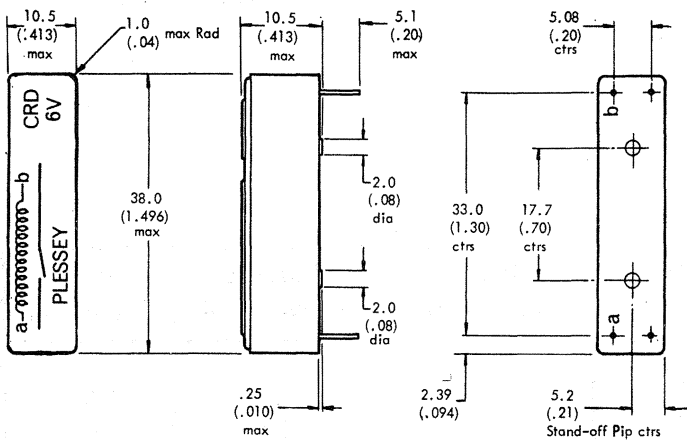 10.5
(.413)
max
1.0
(.04)
max Rad
10.5
(.413)
max
5.1
(.20)
max
5.08
(.20)
ctrs
CRD
6V
a
b
PLESSEY
38.0
(1.496)
max
2.0
(.08)
dia
2.0
(.08)
dia
.25
(.010)
max
b
a
33.0
(1.30)
ctrs
17.7
(.70)
ctrs
2.39
(.094)
5.2
(.21)
Stand-off Pip ctrs